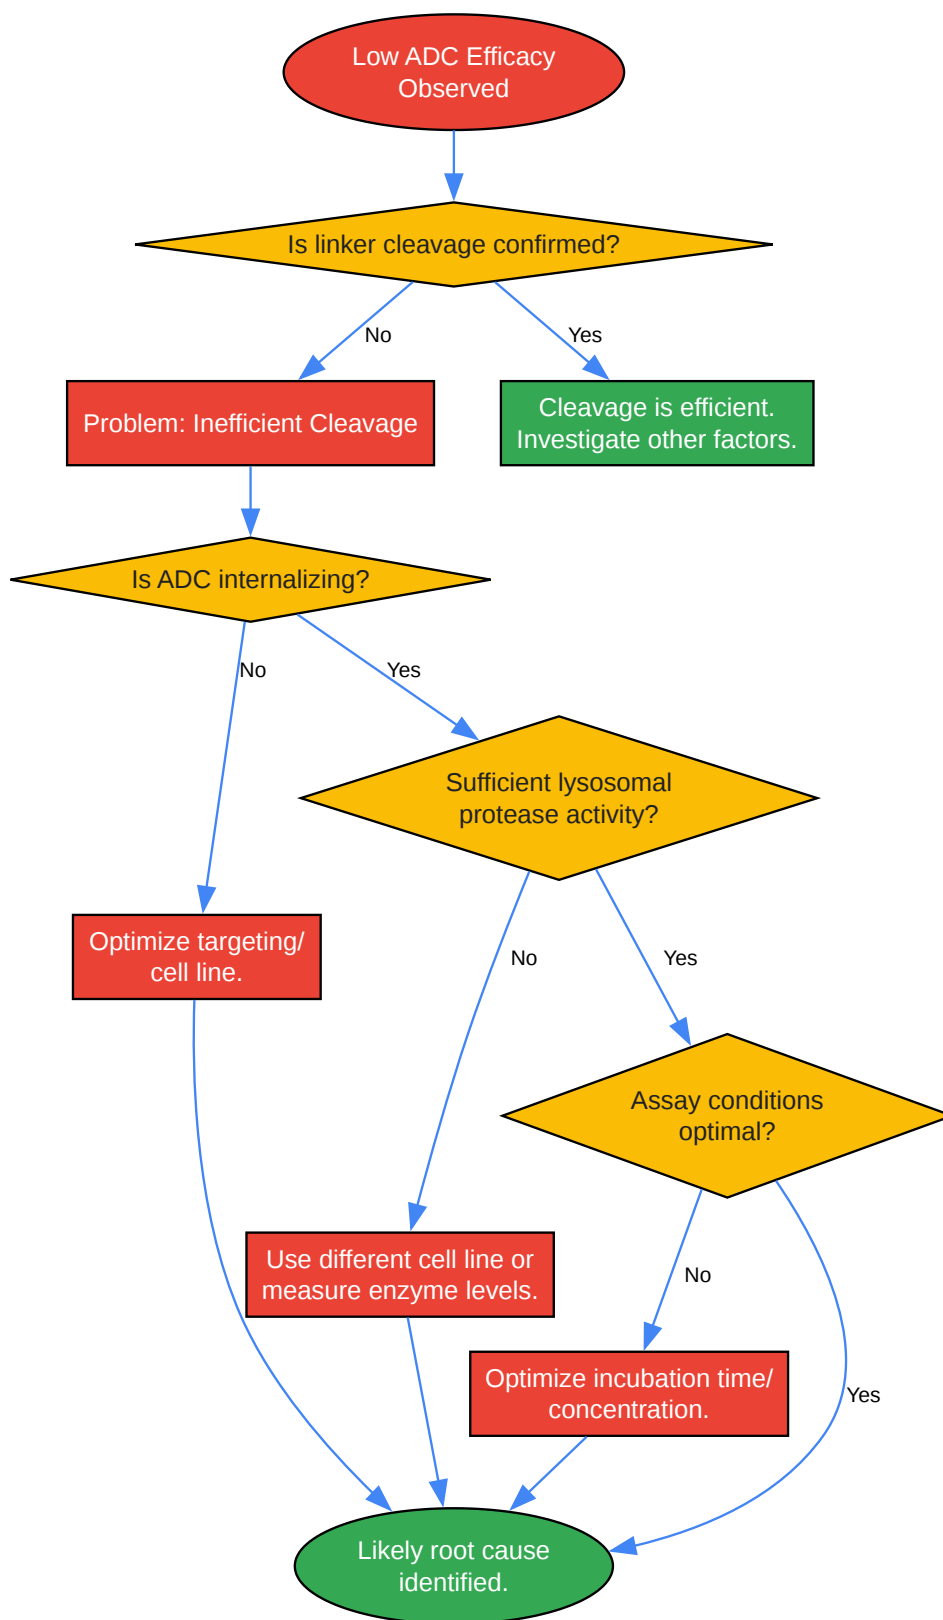 Low ADC Efficacy
Observed
Is linker cleavage confirmed?
No
Yes
Problem: Inefficient Cleavage
Cleavage is efficient.
Investigate other factors.
Is ADC internalizing?
No
Yes
Sufficient lysosomal
protease activity?
Optimize targeting/
cell line.
No
Yes
Assay conditions
optimal?
Use different cell line or
measure enzyme levels.
No
Optimize incubation time/
concentration.
Yes
Likely root cause
identified.